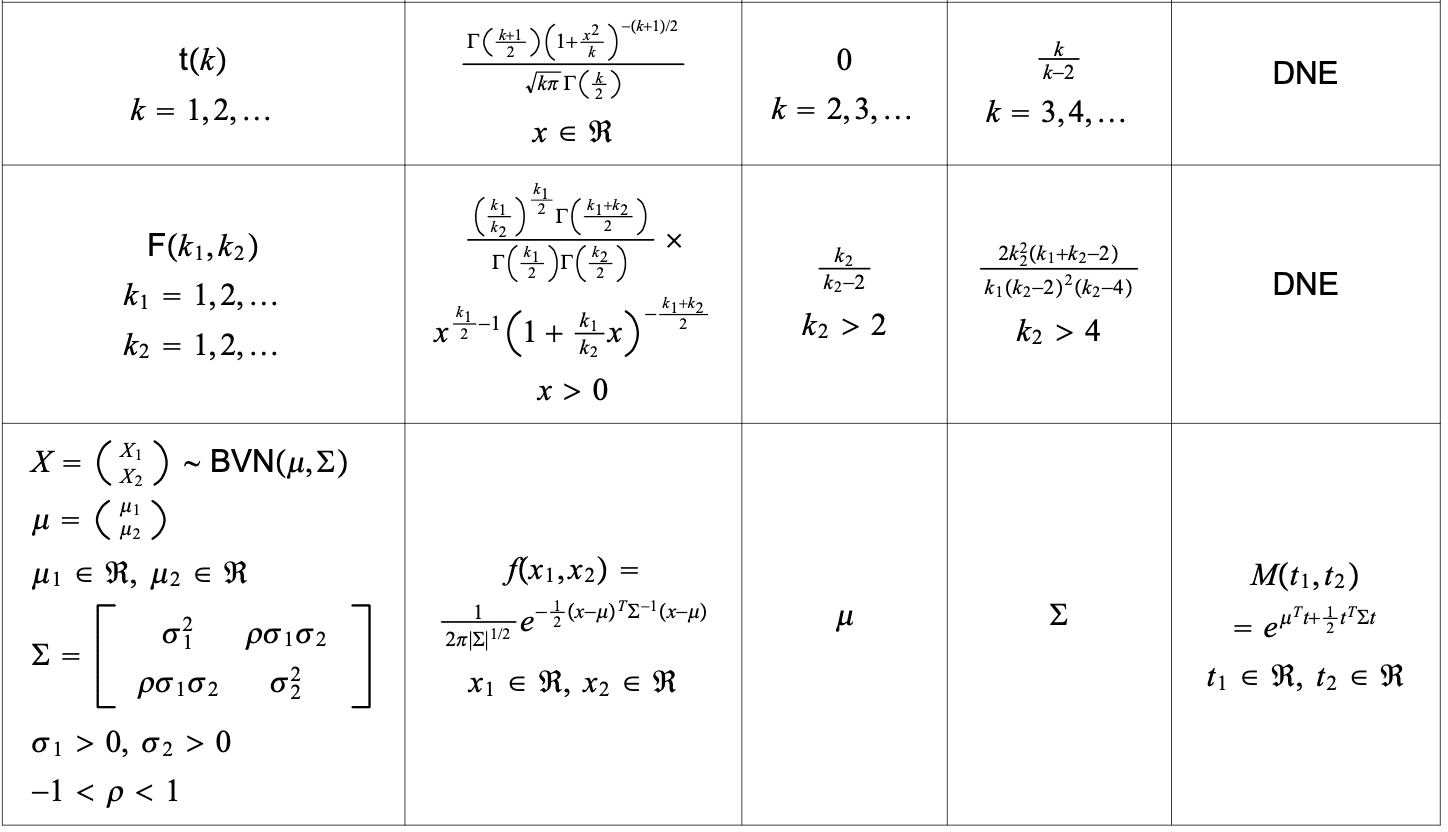 t(k)
k = 1,2,…
Γ((k+1)/2)(1+x²/k)^(−(k+1)/2) / (√(kπ) Γ(k/2))
x ∈ ℜ
0
k = 2,3,…
k/(k−2)
k = 3,4,…
DNE
F(k₁,k₂)
k₁ = 1,2,…
k₂ = 1,2,…
(k₁/k₂)^(k₁/2) Γ((k₁+k₂)/2) / (Γ(k₁/2)Γ(k₂/2)) ×
x^(k₁/2 −1)(1 + (k₁/k₂)x)^(−(k₁+k₂)/2)
x > 0
k₂/(k₂−2)
k₂ > 2
2k₂²(k₁+k₂−2) / (k₁(k₂−2)²(k₂−4))
k₂ > 4
DNE
X = (X₁ X₂) ~ BVN(μ,Σ)
μ = (μ₁ μ₂)
μ₁ ∈ ℜ, μ₂ ∈ ℜ
Σ = [σ₁² ρσ₁σ₂
ρσ₁σ₂ σ₂²]
σ₁ > 0, σ₂ > 0
−1 < ρ < 1
f(x₁,x₂) =
1/(2π|Σ|^(1/2)) e^(−½(x−μ)ᵀΣ⁻¹(x−μ))
x₁ ∈ ℜ, x₂ ∈ ℜ
μ
Σ
M(t₁,t₂)
= e^(μᵀt+½tᵀΣt)
t₁ ∈ ℜ, t₂ ∈ ℜ